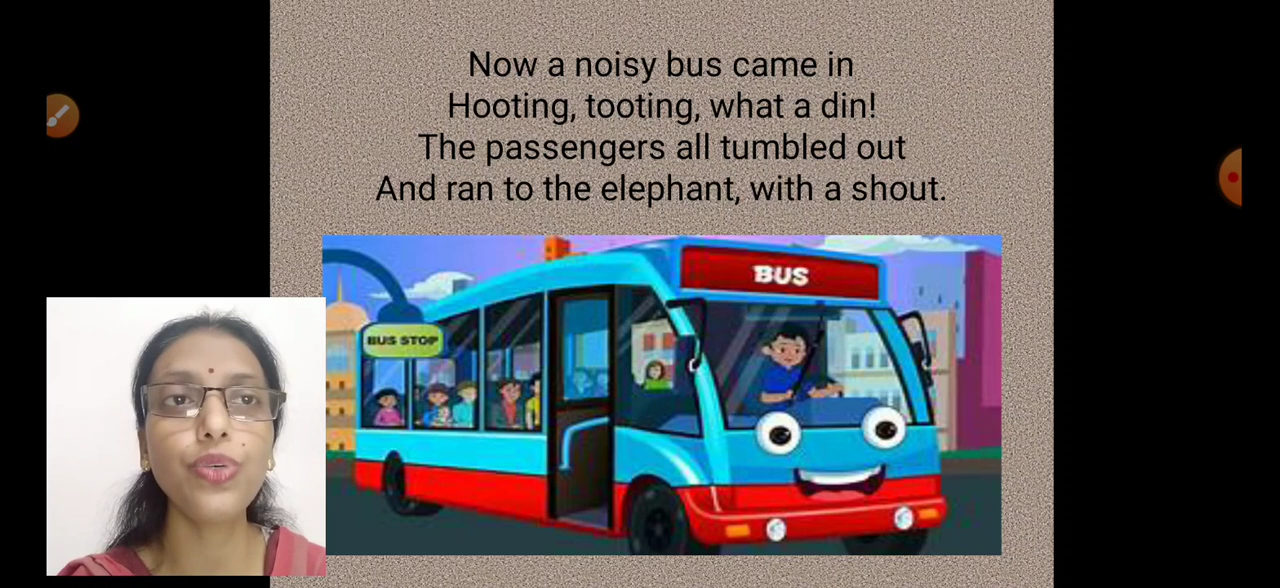 Now a noisy bus came in
Hooting, tooting, what a din!
The passengers all tumbled out
And ran to the elephant, with a shout.
BUS
BUS STOP